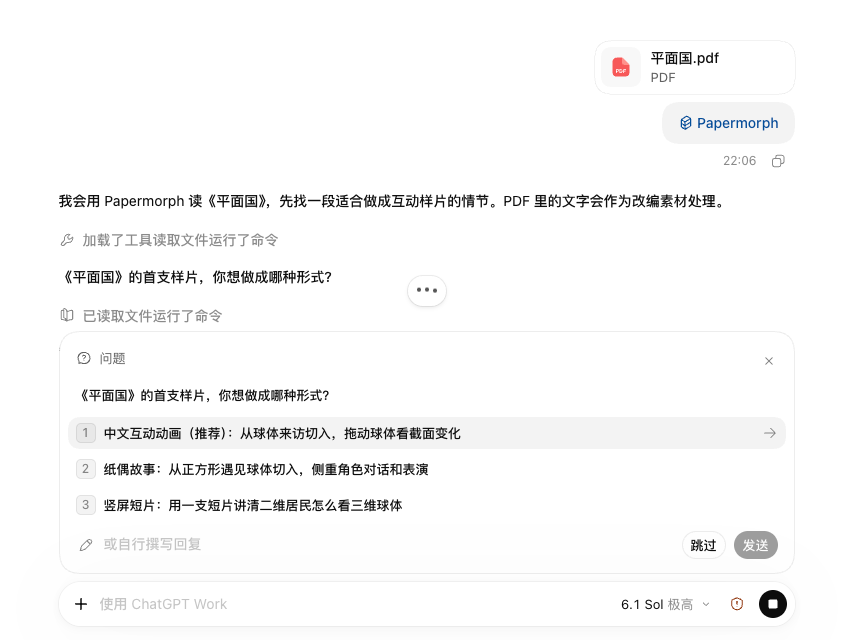 平面国.pdf
PDF
Papermorph
22:06
我会用 Papermorph 读《平面国》，先找一段适合做成互动样片的情节。PDF 里的文字会作为改编素材处理。
加载了工具读取文件运行了命令
《平面国》的首支样片，你想做成哪种形式？
已读取文件运行了命令
问题
《平面国》的首支样片，你想做成哪种形式？
1 中文互动动画（推荐）：从球体来访切入，拖动球体看截面变化
2 纸偶故事：从正方形遇见球体切入，侧重角色对话和表演
3 竖屏短片：用一支短片讲清二维居民怎么看三维球体
或自行撰写回复 跳过 发送
使用 ChatGPT Work 6.1 Sol 极高